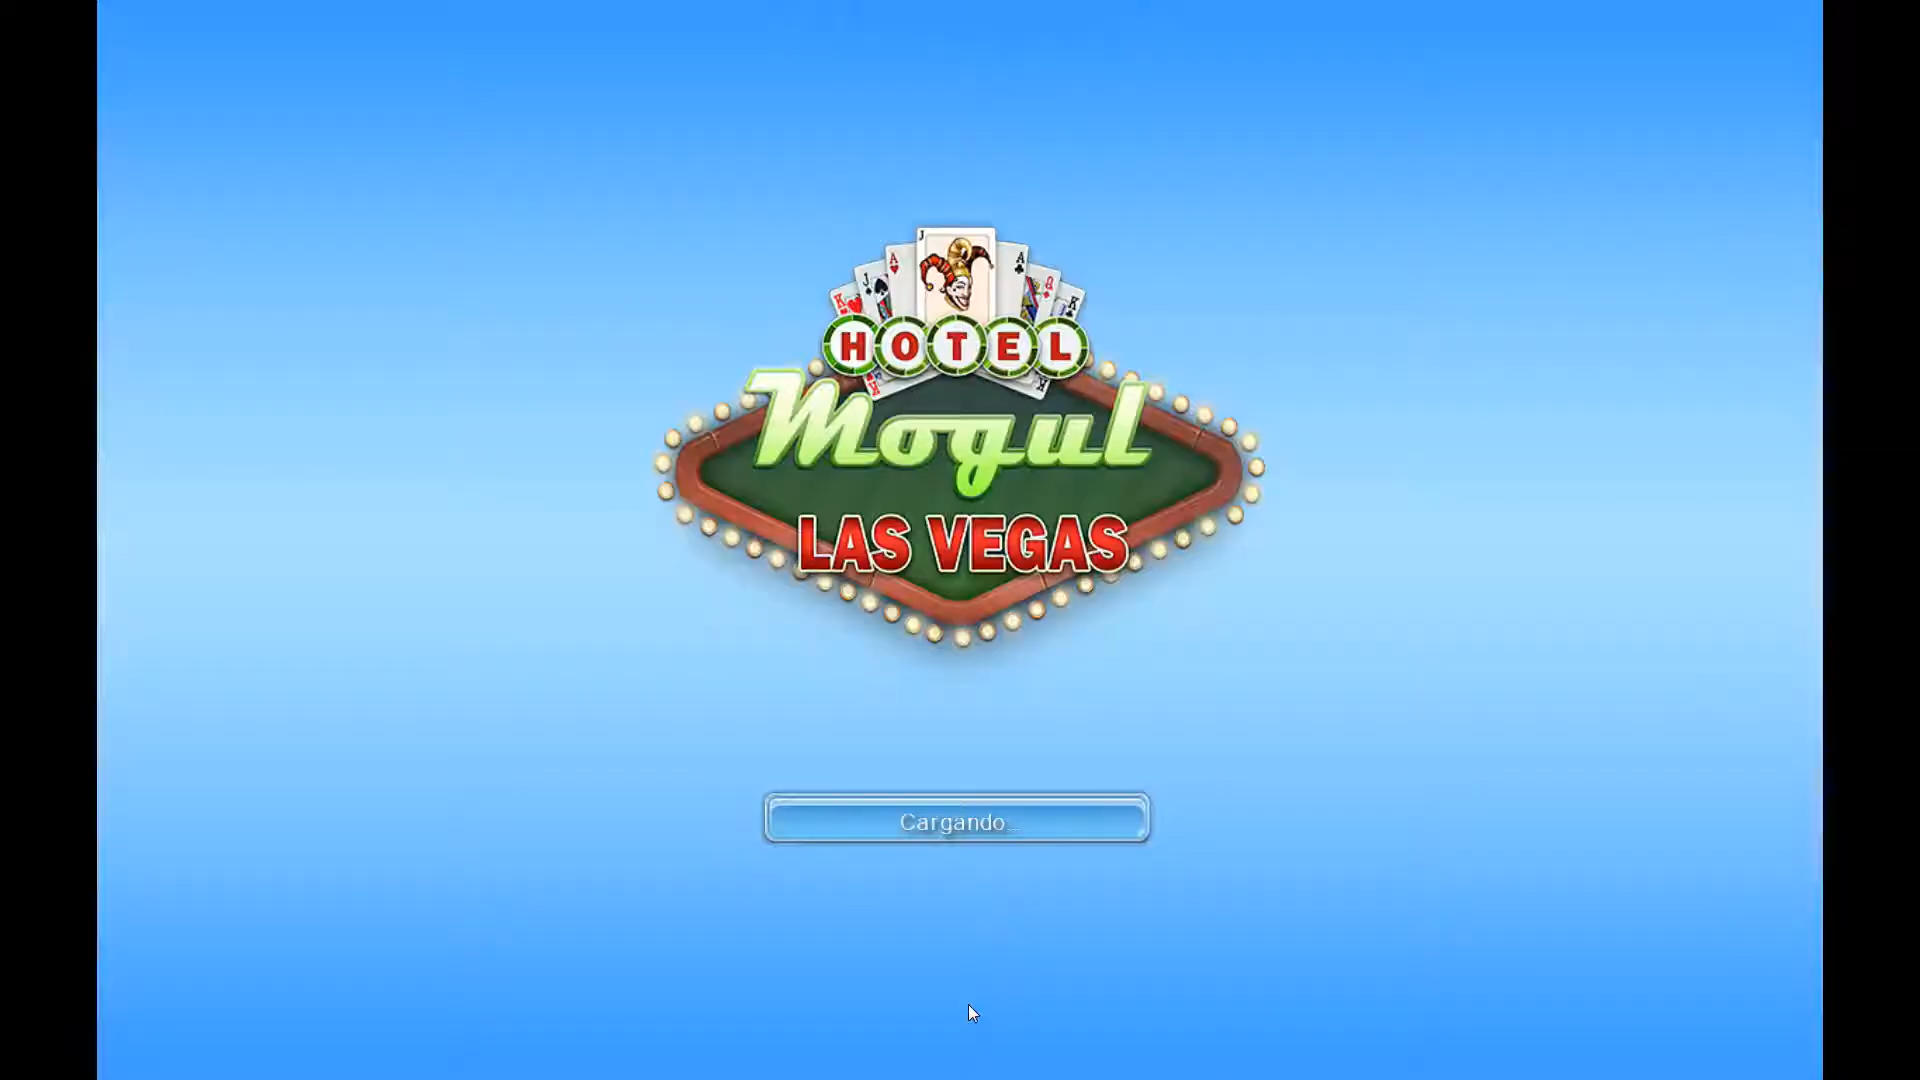 J
A A
J Q
K K
HOTEL
Mogul
LAS VEGAS
Cargando...